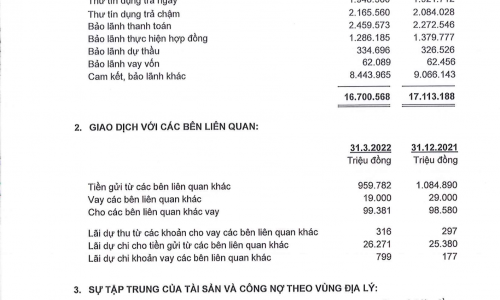 Thư tín dụng trả ngay
Thư tín dụng trả chậm 2.165.560 2.084.028
Bảo lãnh thanh toán 2.459.573 2.272.546
Bảo lãnh thực hiện hợp đồng 1.286.185 1.379.777
Bảo lãnh dự thầu 334.696 326.526
Bảo lãnh vay vốn 62.089 62.456
Cam kết, bảo lãnh khác 8.443.965 9.066.143
16.700.568 17.113.188
2. GIAO DỊCH VỚI CÁC BÊN LIÊN QUAN:
31.3.2022 31.12.2021
Triệu đồng Triệu đồng
Tiền gửi từ các bên liên quan khác 959.782 1.084.890
Vay các bên liên quan khác 19.000 29.000
Cho các bên liên quan khác vay 99.381 98.580
Lãi dự thu từ các khoản cho vay các bên liên quan khác 316 297
Lãi dự chi cho tiền gửi từ các bên liên quan khác 26.271 25.380
Lãi dự chi khoản vay các bên liên quan khác 799 177
3. SỰ TẬP TRUNG CỦA TÀI SẢN VÀ CÔNG NỢ THEO VÙNG ĐỊA LÝ: